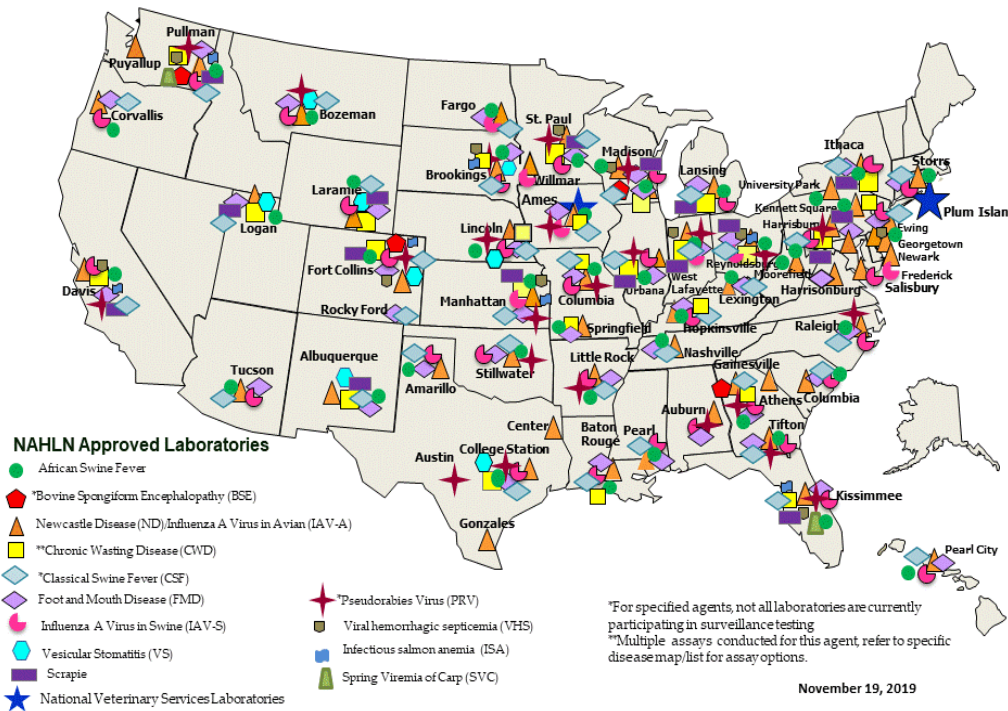 Pullman
Puyallup
Corvallis
Bozeman
Fargo
St. Paul
Madison
Brookings
Willmar
Lansing
Ithaca
Storrs
University Park
Plum Islan
Kennet Square
Harrisburg
Ewing
Georgetown
Newark
Frederick
Salisbury
Laramie
Ames
Logan
Lincoln
Fort Collins
Reynoldsburg
Moorefield
Harrisonburg
West
Lafayette
Urbana
Lexington
Davis
Rocky Ford
Manhattan
Columbia
Hopkinsville
Raleigh
Springfield
Nashville
Albuquerque
Tucson
Amarillo
Stillwater
Little Rock
Gainesville
Athens
Columbia
Auburn
Tifton
Center
Baton
Rouge
Pearl
Austin
College Station
Kissimmee
Gonzales
Pearl City
NAHLN Approved Laboratories
African Swine Fever
*Bovine Spongiform Encephalopathy (BSE)
Newcastle Disease (ND)/Influenza A Virus in Avian (IAV-A)
**Chronic Wasting Disease (CWD)
*Classical Swine Fever (CSF)
Foot and Mouth Disease (FMD)
Influenza A Virus in Swine (IAV-S)
Vesicular Stomatitis (VS)
Scrapie
National Veterinary Services Laboratories
*Pseudorabies Virus (PRV)
Viral hemorrhagic septicemia (VHS)
Infectious salmon anemia (ISA)
Spring Viremia of Carp (SVC)
*For specified agents, not all laboratories are currently
participating in surveillance testing
**Multiple assays conducted for this agent, refer to specific
disease map/list for assay options.
November 19, 2019